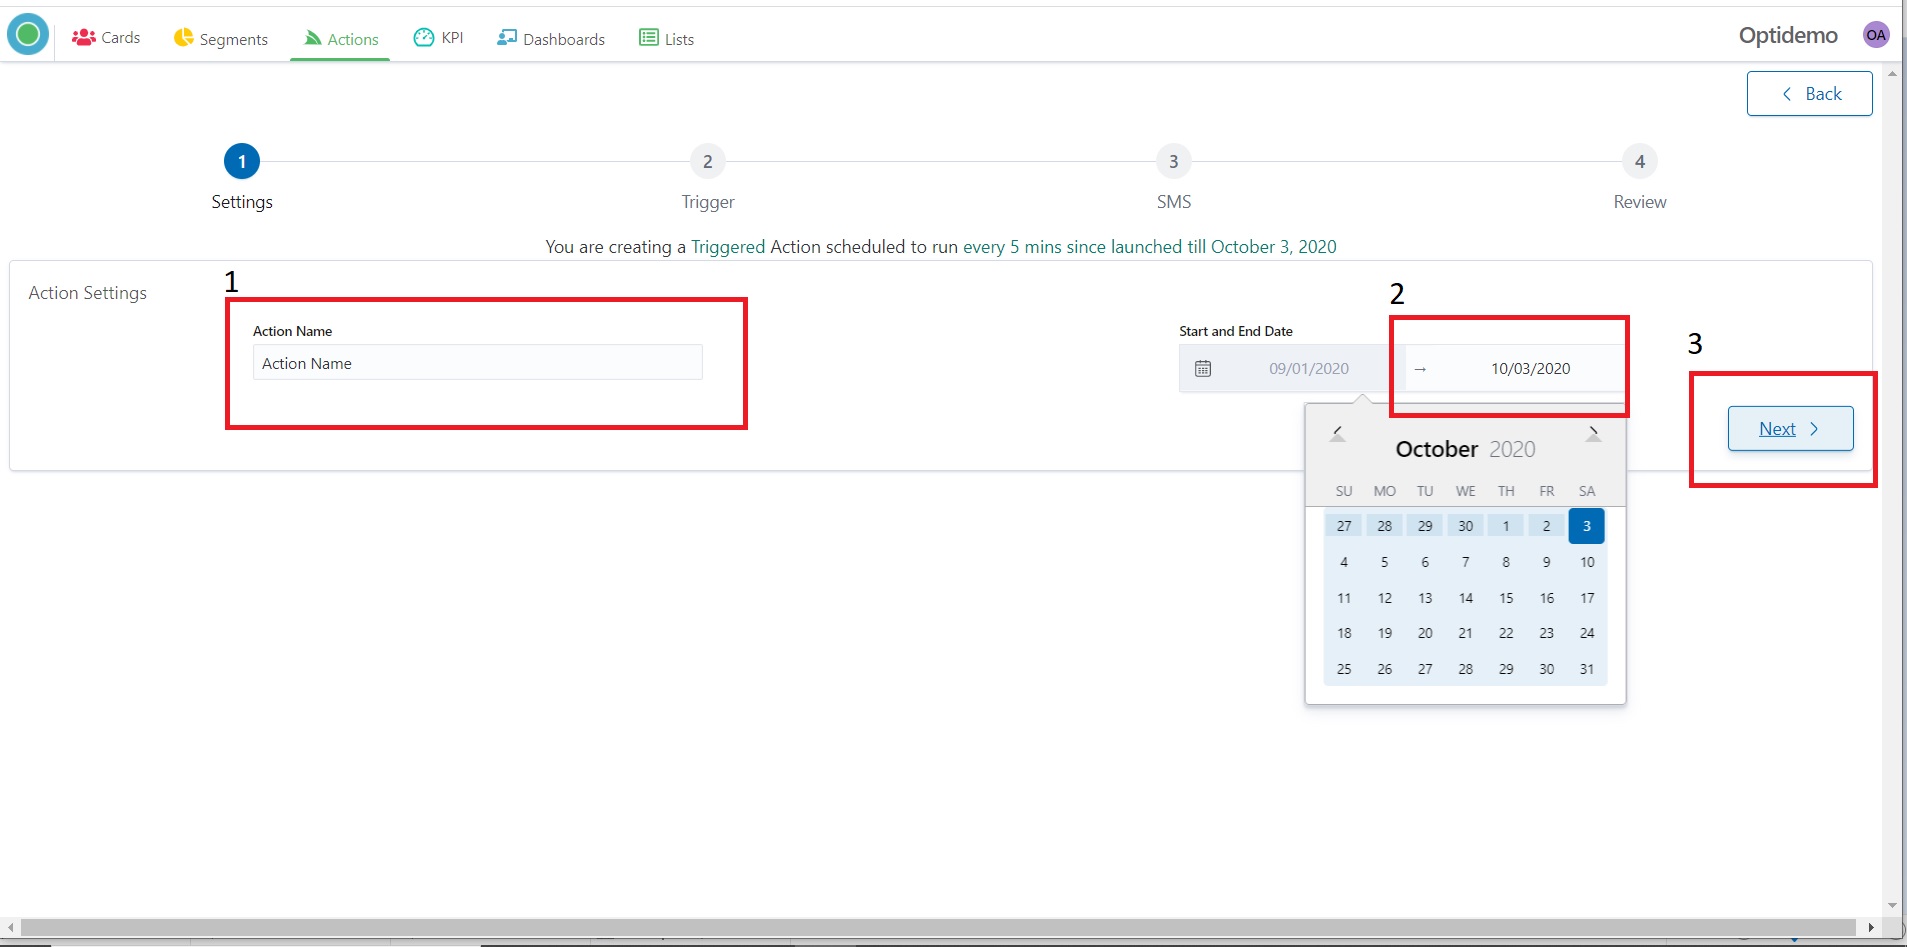 Cards Segments Actions KPI Dashboards Lists Optidemo OA
Back
1 2 3 4
Settings Trigger SMS Review
You are creating a Triggered Action scheduled to run every 5 mins since launched till October 3, 2020
Action Settings
1
2
3
Action Name
Action Name
Start and End Date
09/01/2020 → 10/03/2020
Next
October 2020
SU MO TU WE TH FR SA
27 28 29 30 1 2 3
4 5 6 7 8 9 10
11 12 13 14 15 16 17
18 19 20 21 22 23 24
25 26 27 28 29 30 31